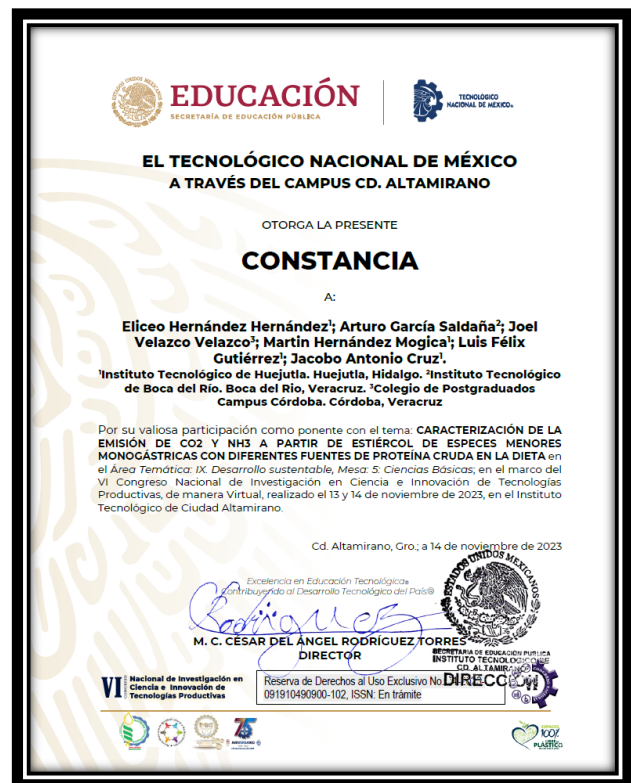 EDUCACIÓN
SECRETARÍA DE EDUCACIÓN PÚBLICA
TECNOLÓGICO
NACIONAL DE MÉXICO®
EL TECNOLÓGICO NACIONAL DE MÉXICO
A TRAVÉS DEL CAMPUS CD. ALTAMIRANO
OTORGA LA PRESENTE
CONSTANCIA
A:
Eliceo Hernández Hernández¹; Arturo García Saldaña²; Joel
Velazco Velazco³; Martin Hernández Mogica¹; Luis Félix
Gutiérrez¹; Jacobo Antonio Cruz¹.
¹Instituto Tecnológico de Huejutla. Huejutla, Hidalgo. ²Instituto Tecnológico
de Boca del Río. Boca del Rio, Veracruz. ³Colegio de Postgraduados
Campus Córdoba. Córdoba, Veracruz
Por su valiosa participación como ponente con el tema: CARACTERIZACIÓN DE LA
EMISIÓN DE CO2 Y NH3 A PARTIR DE ESTIÉRCOL DE ESPECES MENORES
MONOGÁSTRICAS CON DIFERENTES FUENTES DE PROTEÍNA CRUDA EN LA DIETA en
el Área Temática: IX. Desarrollo sustentable, Mesa: 5: Ciencias Básicas; en el marco del
VI Congreso Nacional de Investigación en Ciencia e Innovación de Tecnologías
Productivas, de manera Virtual, realizado el 13 y 14 de noviembre de 2023, en el Instituto
Tecnológico de Ciudad Altamirano.
Cd. Altamirano, Gro.; a 14 de noviembre de 2023
Excelencia en Educación Tecnológica®
Contribuyendo al Desarrollo Tecnológico del País®
Rodríguez
M. C. CÉSAR DEL ÁNGEL RODRÍGUEZ TORRES
DIRECTOR
ESTADOS UNIDOS MEXICANOS
SECRETARIA DE EDUCACION PUBLICA
INSTITUTO TECNOLOGICO DE
CD. ALTAMIRANO
DIRECCION
VI
Nacional de Investigación en
Ciencia e Innovación de
Tecnologías Productivas
Reserva de Derechos al Uso Exclusivo No.
091910490900-102, ISSN: En trámite
75
ANIVERSARIO
100%
PLÁSTICO